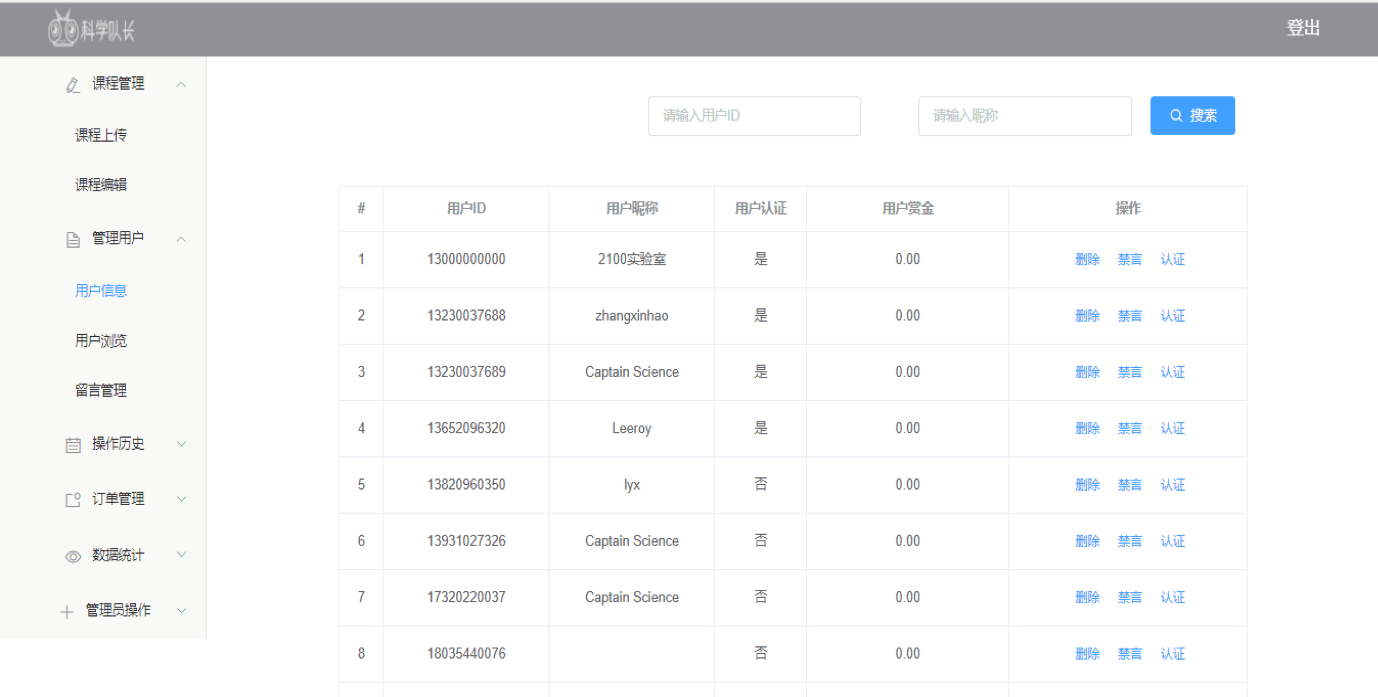 科学队长
登出
课程管理
课程上传
课程编辑
管理用户
用户信息
用户浏览
留言管理
操作历史
订单管理
数据统计
管理员操作
请输入用户ID 请输入昵称 搜索
# 用户ID 用户昵称 用户认证 用户赏金 操作
1 13000000000 2100实验室 是 0.00 删除 禁言 认证
2 13230037688 zhangxinhao 是 0.00 删除 禁言 认证
3 13230037689 Captain Science 是 0.00 删除 禁言 认证
4 13652096320 Leeroy 是 0.00 删除 禁言 认证
5 13820960350 lyx 否 0.00 删除 禁言 认证
6 13931027326 Captain Science 否 0.00 删除 禁言 认证
7 17320220037 Captain Science 否 0.00 删除 禁言 认证
8 18035440076 否 0.00 删除 禁言 认证